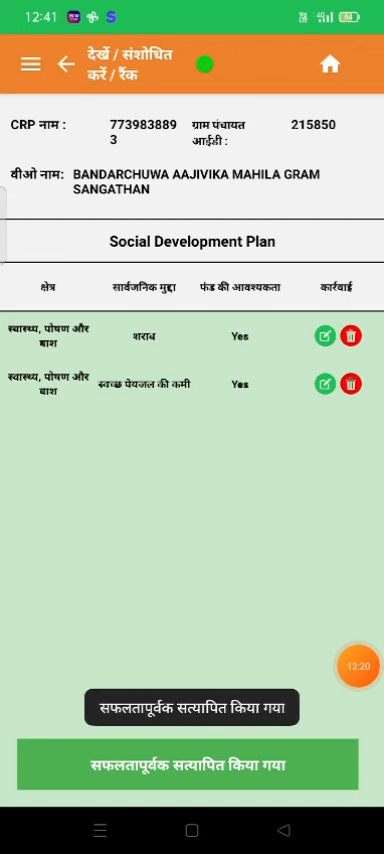 12:41
देखें / संशोधित
करें / रैंक
CRP नाम :
773983889
3
ग्राम पंचायत
आईडी :
215850
वीओ नाम:
BANDARCHUWA AAJIVIKA MAHILA GRAM
SANGATHAN
Social Development Plan
क्षेत्र सार्वजनिक मुद्दा फंड की आवश्यकता कार्रवाई
स्वास्थ्य, पोषण और
बाश
शराब Yes
स्वास्थ्य, पोषण और
बाश
स्वच्छ पेयजल की कमी Yes
12:20
सफलतापूर्वक सत्यापित किया गया
सफलतापूर्वक सत्यापित किया गया